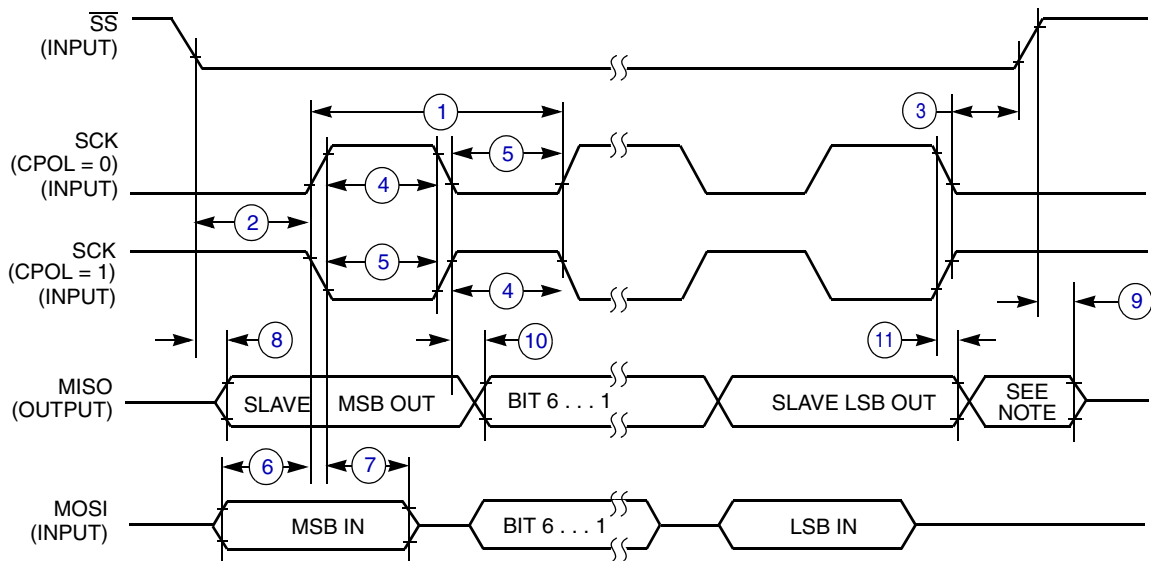 SS
(INPUT)
1
3
SCK
(CPOL = 0)
(INPUT)
5
4
2
SCK
(CPOL = 1)
(INPUT)
5
4
9
8
10
11
MISO
(OUTPUT)
SLAVE MSB OUT
BIT 6 . . . 1
SLAVE LSB OUT
SEE
NOTE
6
7
MOSI
(INPUT)
MSB IN
BIT 6 . . . 1
LSB IN